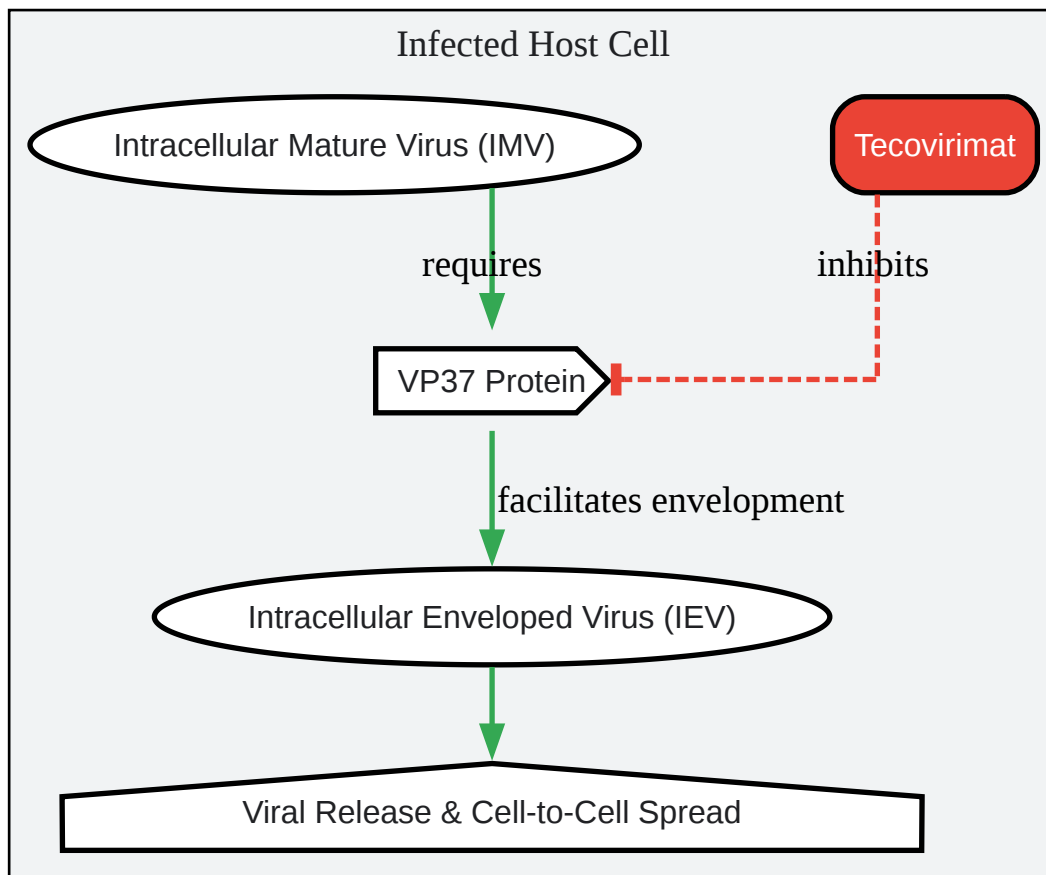 Infected Host Cell
Intracellular Mature Virus (IMV)
Tecovirimat
requires
inhibits
VP37 Protein
facilitates envelopment
Intracellular Enveloped Virus (IEV)
Viral Release & Cell-to-Cell Spread